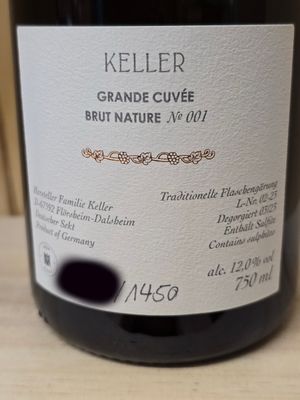 KELLER
GRANDE CUVÉE
BRUT NATURE № 001
Hersteller Familie Keller
D-67592 Flörsheim-Dalsheim
Deutscher Sekt
Product of Germany
Traditionelle Flaschengärung
L-Nr. 02-23
Degorgiert 03/23
Enthält Sulfite
Contains sulphites
alc. 12,0% vol
750 ml
/1450